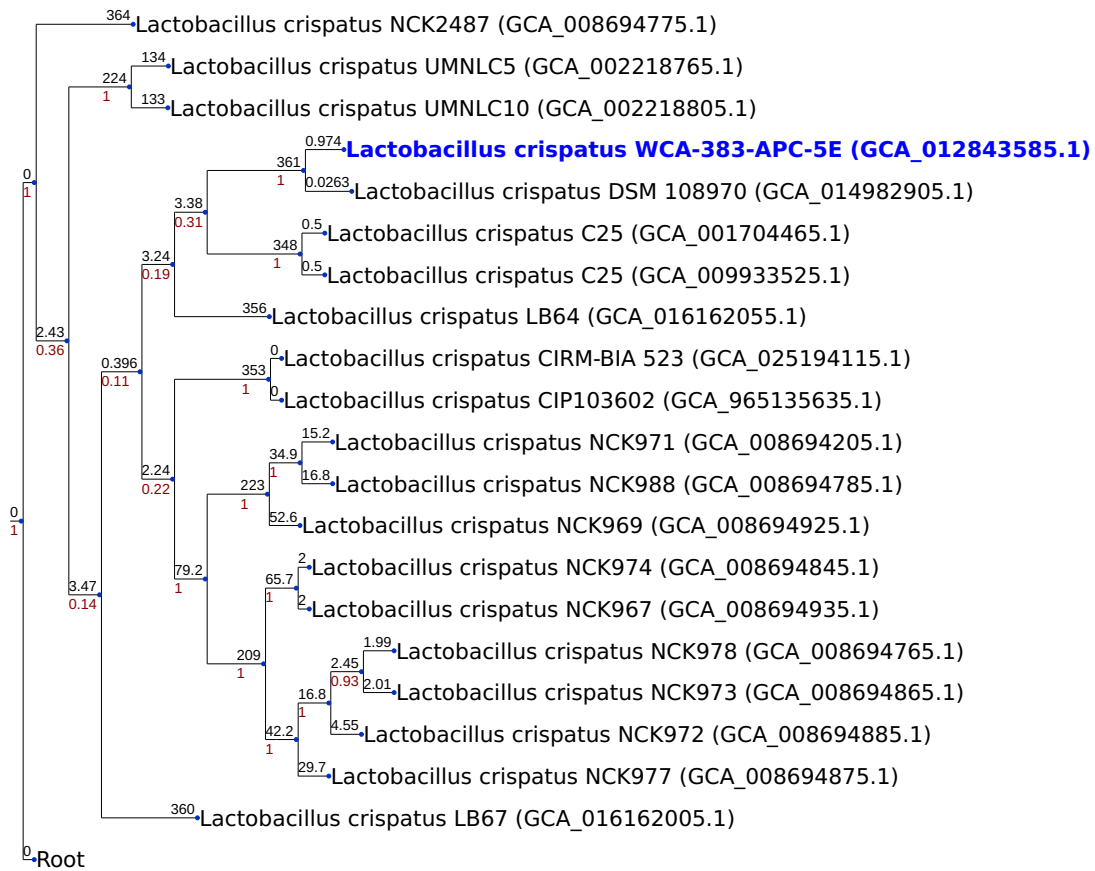 364
Lactobacillus crispatus NCK2487 (GCA_008694775.1)
134
Lactobacillus crispatus UMNLC5 (GCA_002218765.1)
224
1
133
Lactobacillus crispatus UMNLC10 (GCA_002218805.1)
0.974
Lactobacillus crispatus WCA-383-APC-5E (GCA_012843585.1)
361
1
0
1
0.0263
Lactobacillus crispatus DSM 108970 (GCA_014982905.1)
3.38
0.31
0.5
Lactobacillus crispatus C25 (GCA_001704465.1)
348
1
3.24
0.19
0.5
Lactobacillus crispatus C25 (GCA_009933525.1)
356
Lactobacillus crispatus LB64 (GCA_016162055.1)
2.43
0.36
0
Lactobacillus crispatus CIRM-BIA 523 (GCA_025194115.1)
0.396
0.11
353
1
0
Lactobacillus crispatus CIP103602 (GCA_965135635.1)
15.2
Lactobacillus crispatus NCK971 (GCA_008694205.1)
34.9
1
2.24
0.22
16.8
Lactobacillus crispatus NCK988 (GCA_008694785.1)
223
1
52.6
Lactobacillus crispatus NCK969 (GCA_008694925.1)
0
1
2
Lactobacillus crispatus NCK974 (GCA_008694845.1)
79.2
1
65.7
1
2
Lactobacillus crispatus NCK967 (GCA_008694935.1)
3.47
0.14
1.99
Lactobacillus crispatus NCK978 (GCA_008694765.1)
209
1
2.45
0.93
2.01
Lactobacillus crispatus NCK973 (GCA_008694865.1)
16.8
1
4.55
Lactobacillus crispatus NCK972 (GCA_008694885.1)
42.2
1
29.7
Lactobacillus crispatus NCK977 (GCA_008694875.1)
360
Lactobacillus crispatus LB67 (GCA_016162005.1)
0
Root